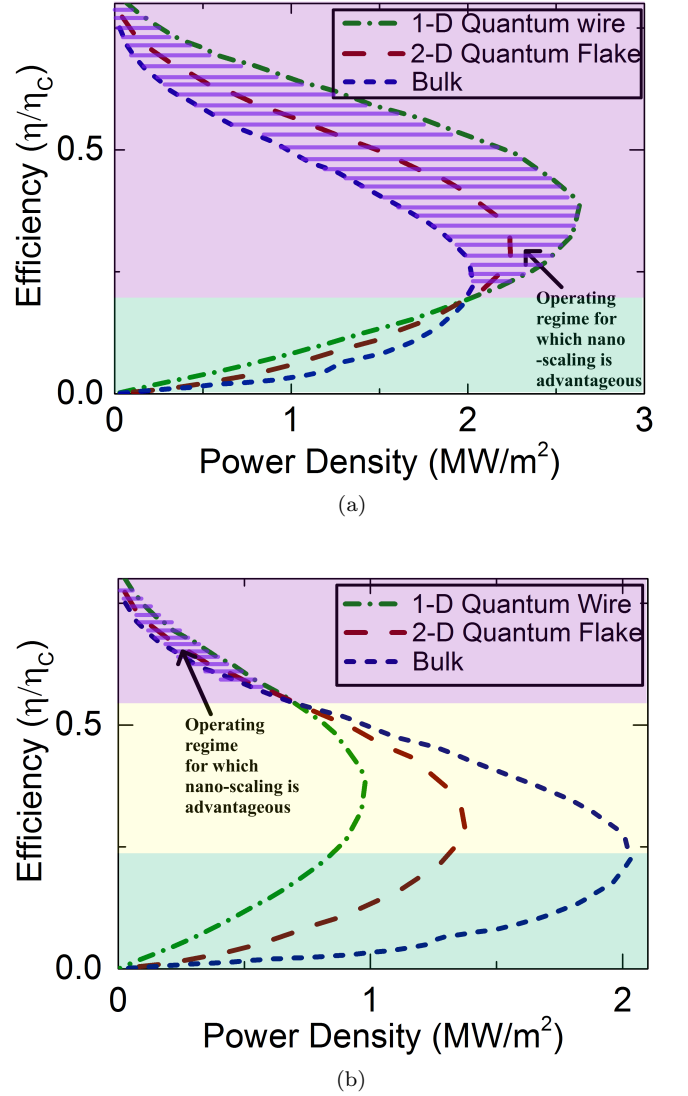 1-D Quantum wire
2-D Quantum Flake
Bulk
Efficiency (η/ηC)
0.5
0.0
Operating
regime for
which nano
-scaling is
advantageous
0
1
2
3
Power Density (MW/m²)
(a)
1-D Quantum Wire
2-D Quantum Flake
Bulk
Efficiency (η/ηC)
0.5
0.0
Operating
regime
for which
nano-scaling is
advantageous
0
1
2
Power Density (MW/m²)
(b)